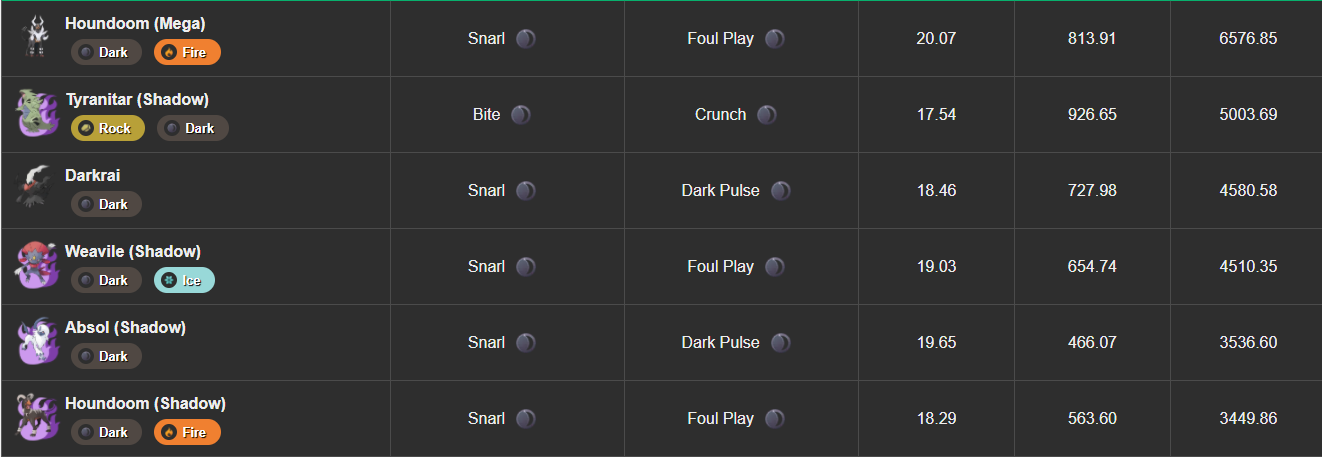 Houndoom (Mega)
Dark Fire Snarl Foul Play 20.07 813.91 6576.85
Tyranitar (Shadow)
Rock Dark Bite Crunch 17.54 926.65 5003.69
Darkrai
Dark Snarl Dark Pulse 18.46 727.98 4580.58
Weavile (Shadow)
Dark Ice Snarl Foul Play 19.03 654.74 4510.35
Absol (Shadow)
Dark Snarl Dark Pulse 19.65 466.07 3536.60
Houndoom (Shadow)
Dark Fire Snarl Foul Play 18.29 563.60 3449.86